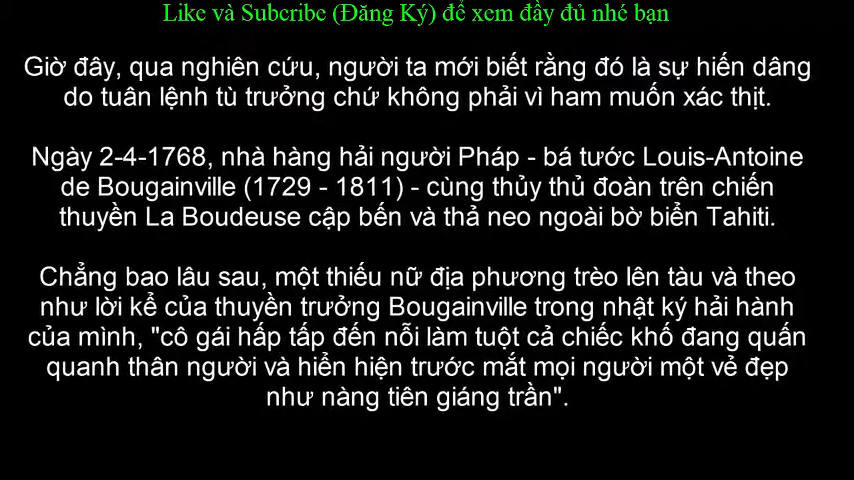 Like và Subcribe (Đăng Ký) để xem đầy đủ nhé bạn
Giờ đây, qua nghiên cứu, người ta mới biết rằng đó là sự hiến dâng
do tuân lệnh tù trưởng chứ không phải vì ham muốn xác thịt.
Ngày 2-4-1768, nhà hàng hải người Pháp - bá tước Louis-Antoine
de Bougainville (1729 - 1811) - cùng thủy thủ đoàn trên chiến
thuyền La Boudeuse cập bến và thả neo ngoài bờ biển Tahiti.
Chẳng bao lâu sau, một thiếu nữ địa phương trèo lên tàu và theo
như lời kể của thuyền trưởng Bougainville trong nhật ký hải hành
của mình, "cô gái hấp tấp đến nỗi làm tuột cả chiếc khố đang quấn
quanh thân người và hiển hiện trước mắt mọi người một vẻ đẹp
như nàng tiên giáng trần".